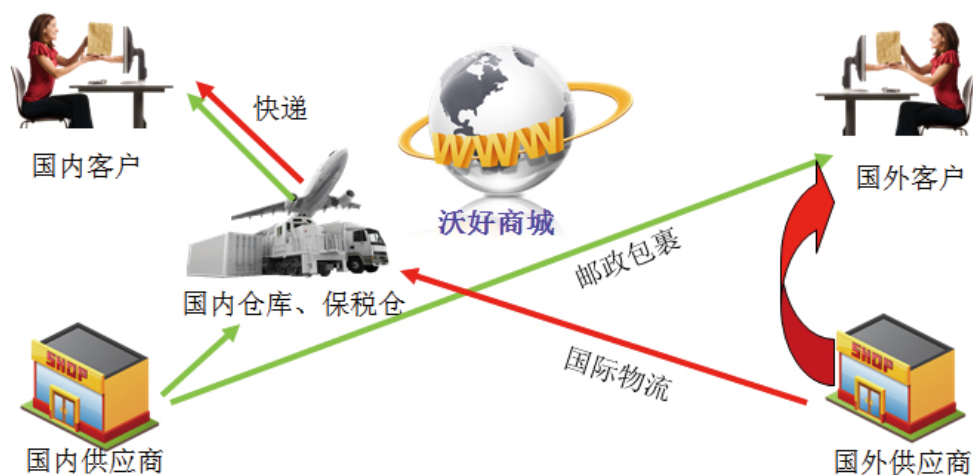 快递
国内客户
WWW
国外客户
沃好商城
邮政包裹
国内仓库、保税仓
国际物流
SHOP
SHOP
国内供应商
国外供应商